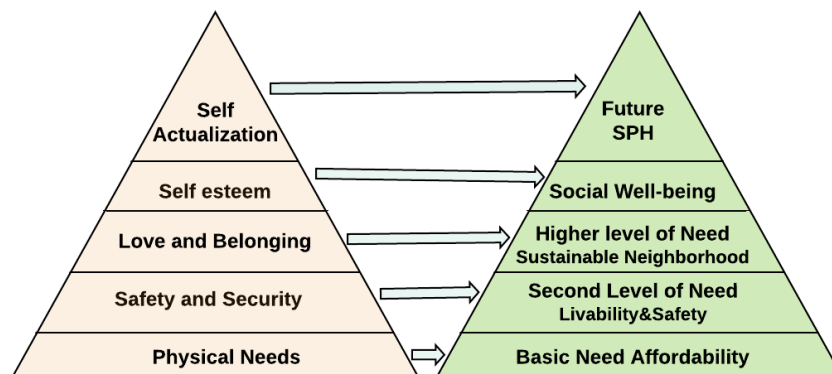 Self
Actualization
Self esteem
Love and Belonging
Safety and Security
Physical Needs
Future
SPH
Social Well-being
Higher level of Need
Sustainable Neighborhood
Second Level of Need
Livability&Safety
Basic Need Affordability